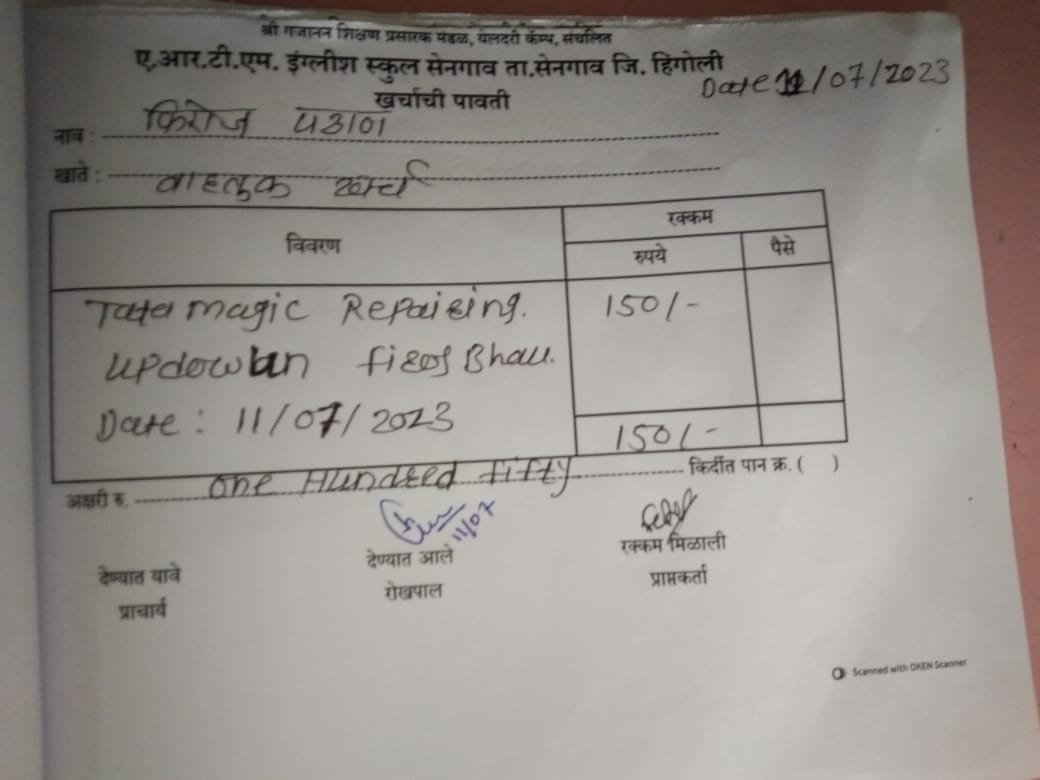 श्री गजानन शिक्षण प्रसारक मंडळ, येलदरी कॅम्प, संचलित
ए.आर.टी.एम. इंग्लीश स्कुल सेनगाव ता.सेनगाव जि. हिंगोली
Date 11/07/2023
खर्चाची पावती
नाव : फिरोज पठाण
खाते : वाहतुक खर्च
विवरण रक्कम
रुपये पैसे
Tata magic Repairing. 150/-
updown firoj Bhau.
Date : 11/07/2023
150/-
अक्षरी रु. one Hundred fifty किर्दीत पान क्र. ( )
11/07
देण्यात यावे देण्यात आले रक्कम मिळाली
प्राचार्य रोखपाल प्राप्तकर्ता
Scanned with OKEN Scanner